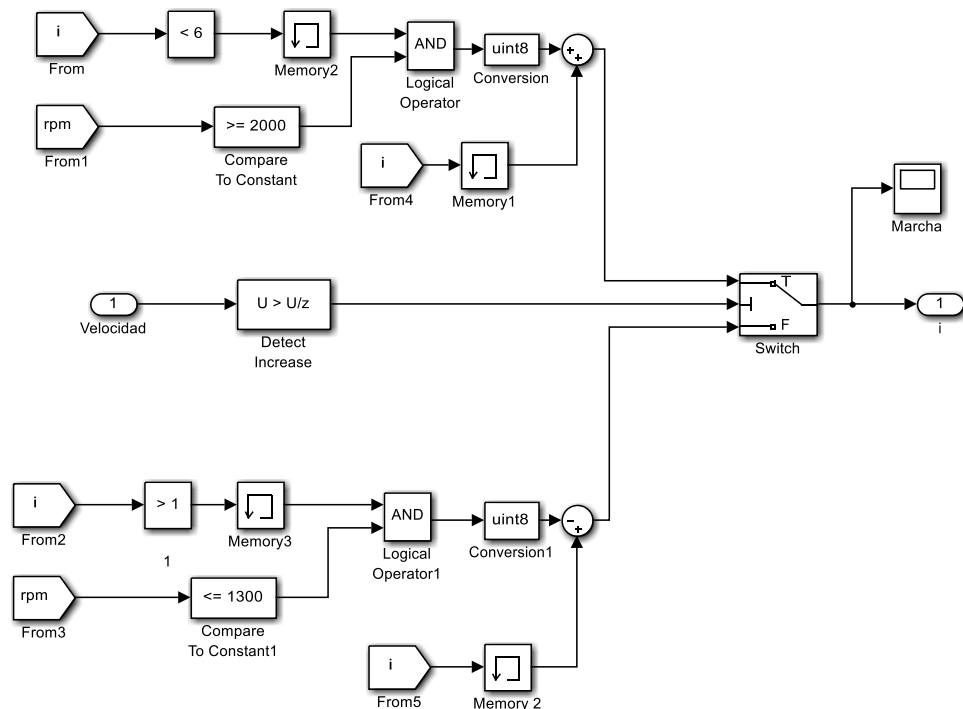 i
From
< 6
Memory2
AND
Logical
Operator
uint8
Conversion
+
+
rpm
From1
>= 2000
Compare
To Constant
i
From4
Memory1
Marcha
1
Velocidad
U > U/z
Detect
Increase
T
F
Switch
1
i
i
From2
> 1
1
Memory3
AND
Logical
Operator1
uint8
Conversion1
-
+
rpm
From3
<= 1300
Compare
To Constant1
i
From5
Memory 2